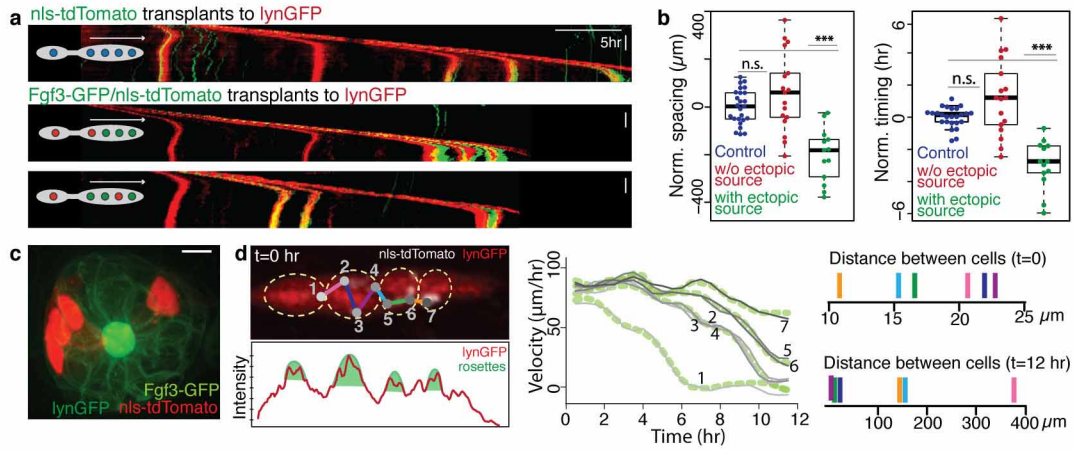 a
nls-tdTomato transplants to lynGFP
5hr
Fgf3-GFP/nls-tdTomato transplants to lynGFP
b
Norm. spacing (µm)
0
−400
n.s.
***
Control
w/o ectopic
source
with ectopic
source
Norm. timing (hr)
6
0
−6
n.s.
***
Control
w/o ectopic
source
with ectopic
source
c
Fgf3-GFP
lynGFP nls-tdTomato
d
t=0 hr
nls-tdTomato lynGFP
1
2
3
4
5
6
7
Intensity
lynGFP
rosettes
Velocity (µm/hr)
100
50
0
1
2
3
4
5
6
7
0 2 4 6 8 10 12
Time (hr)
Distance between cells (t=0)
10 15 20 25 µm
Distance between cells (t=12 hr)
100 200 300 400
µm